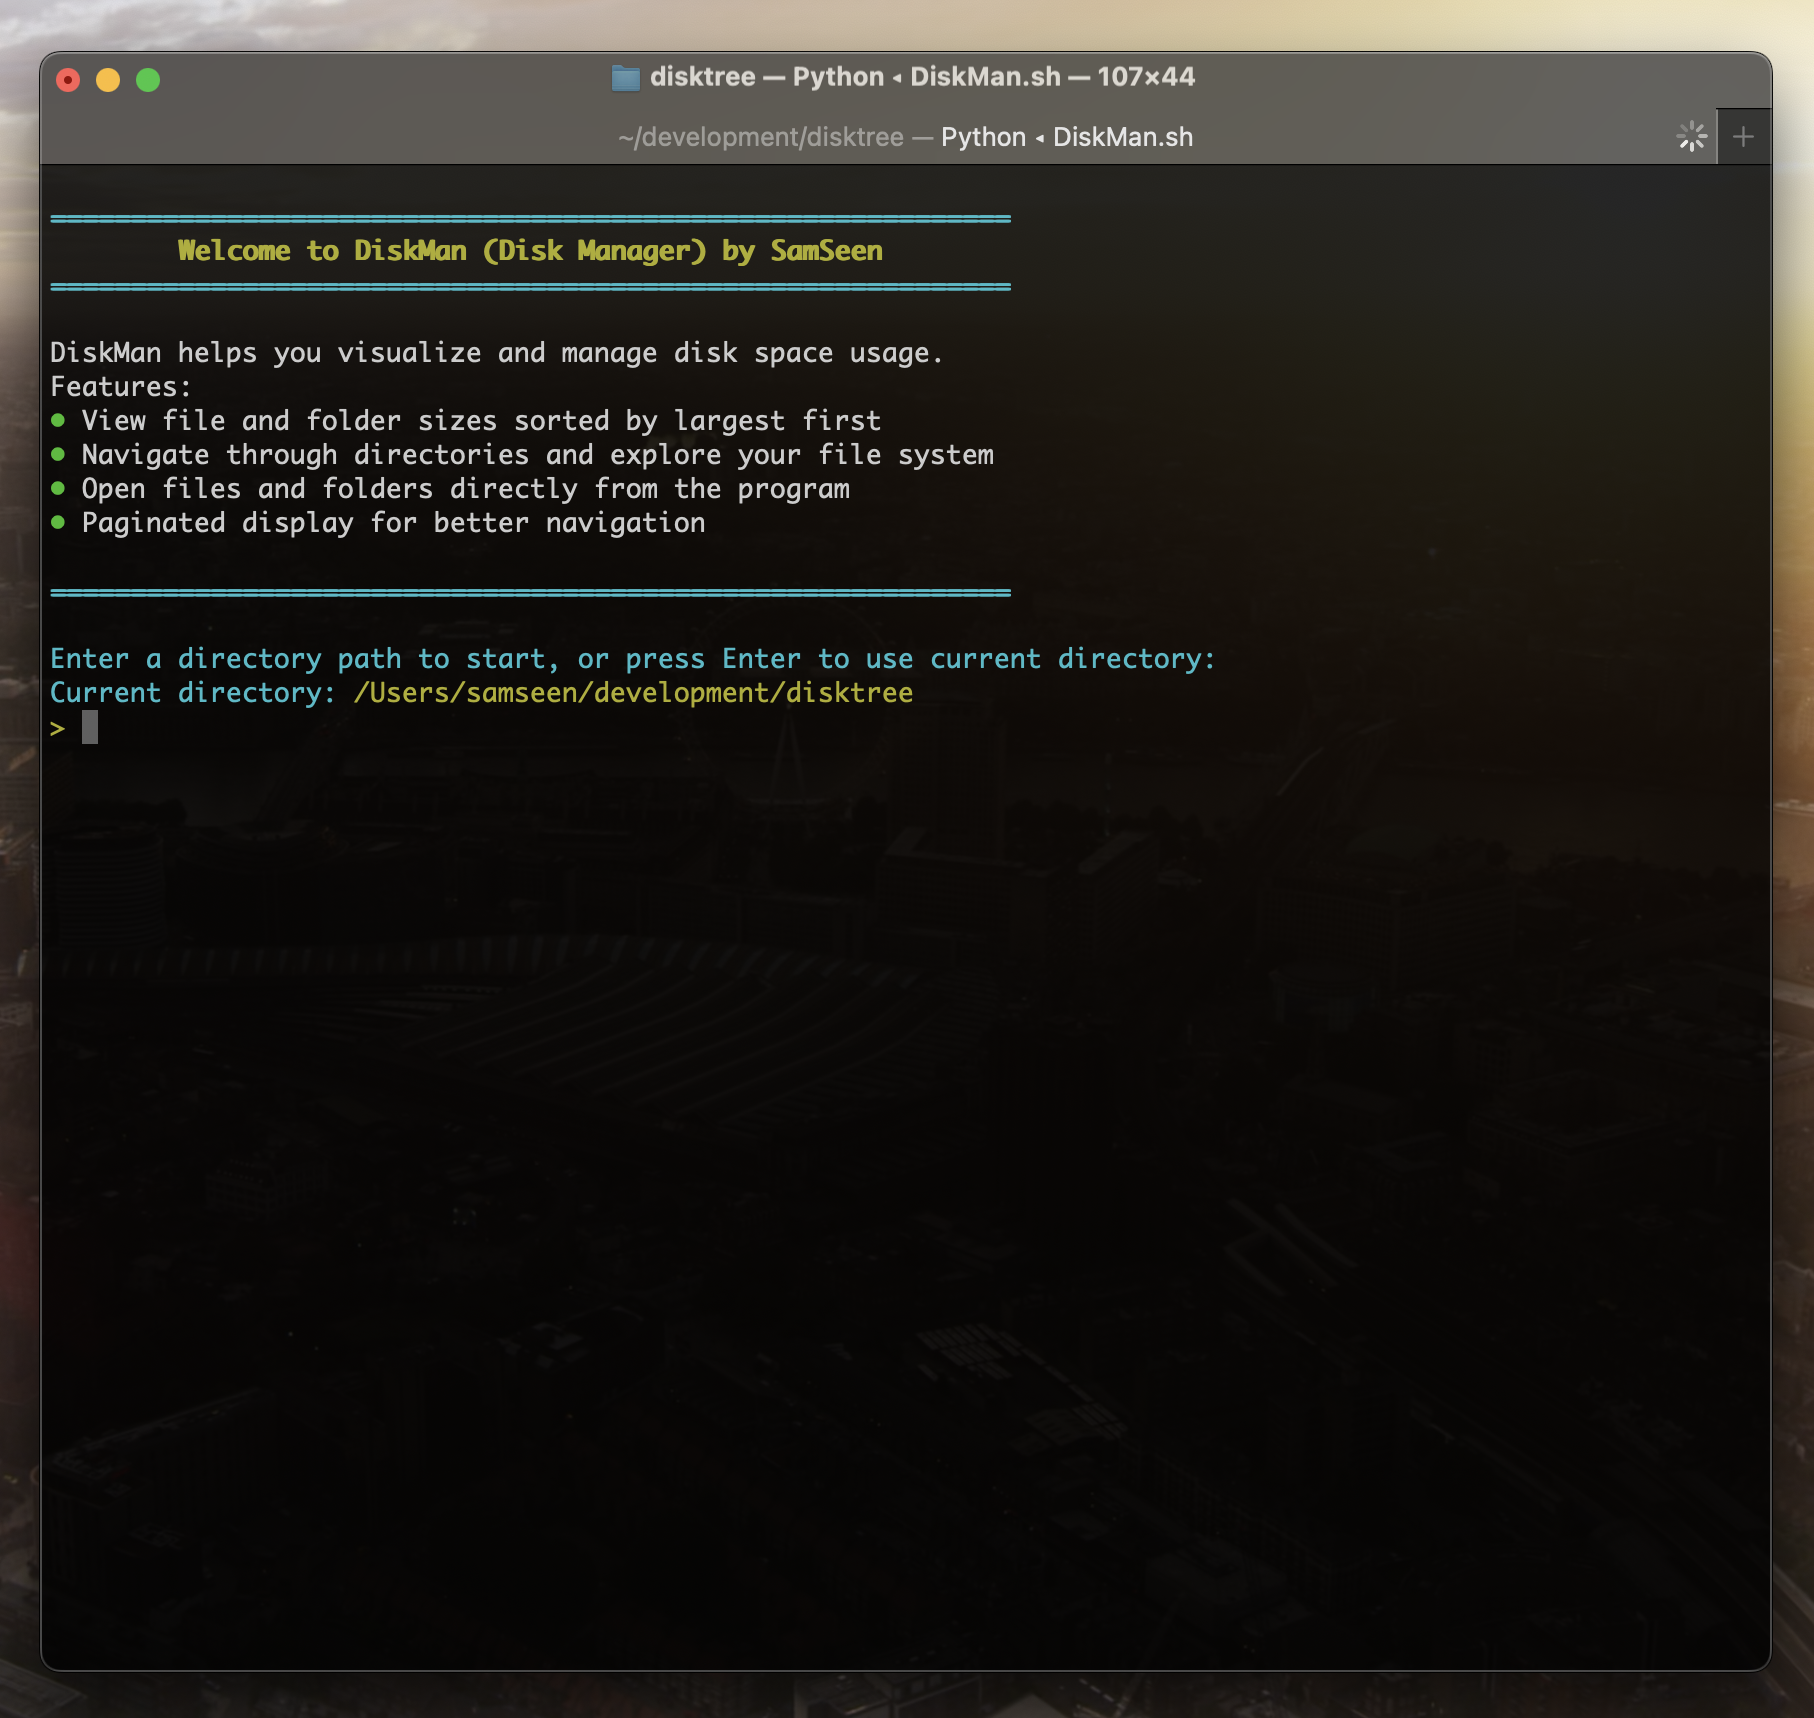 disktree — Python ◂ DiskMan.sh — 107×44
~/development/disktree — Python ◂ DiskMan.sh
============================================================
Welcome to DiskMan (Disk Manager) by SamSeen
============================================================
DiskMan helps you visualize and manage disk space usage.
Features:
● View file and folder sizes sorted by largest first
● Navigate through directories and explore your file system
● Open files and folders directly from the program
● Paginated display for better navigation
============================================================
Enter a directory path to start, or press Enter to use current directory:
Current directory: /Users/samseen/development/disktree
>